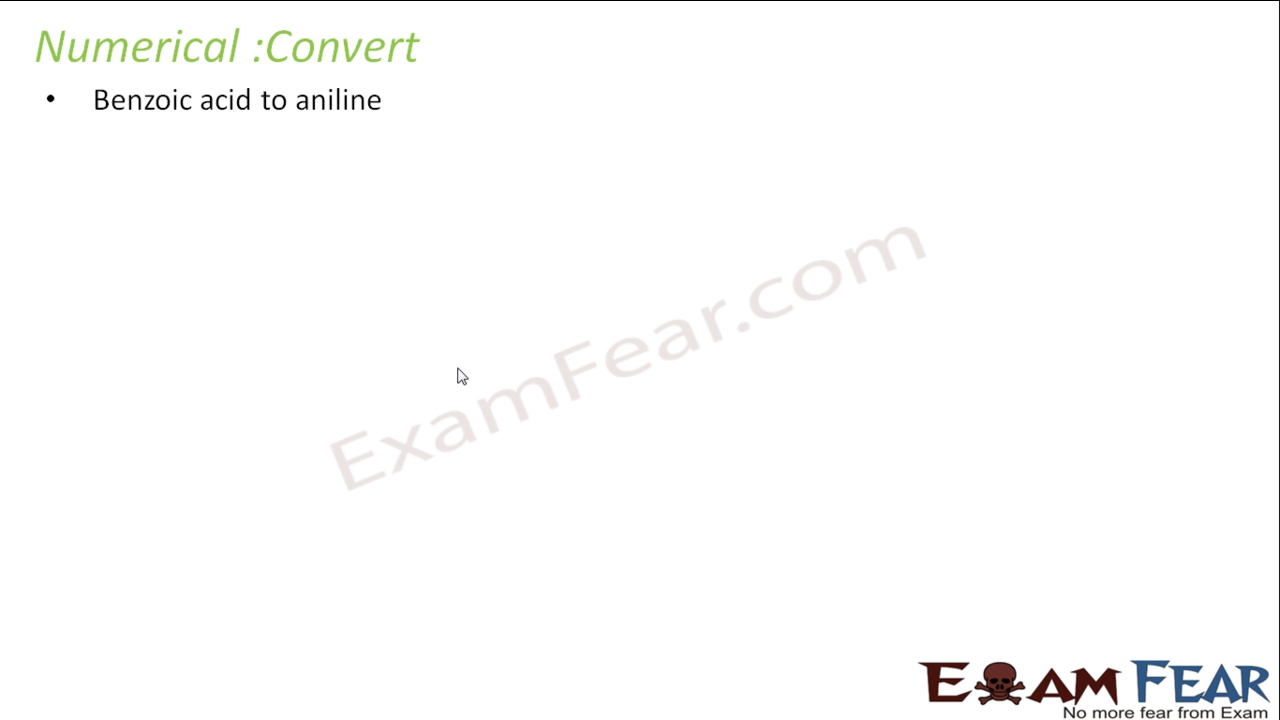 Numerical :Convert
• Benzoic acid to aniline
ExamFear.com
EXAM FEAR
No more fear from Exam